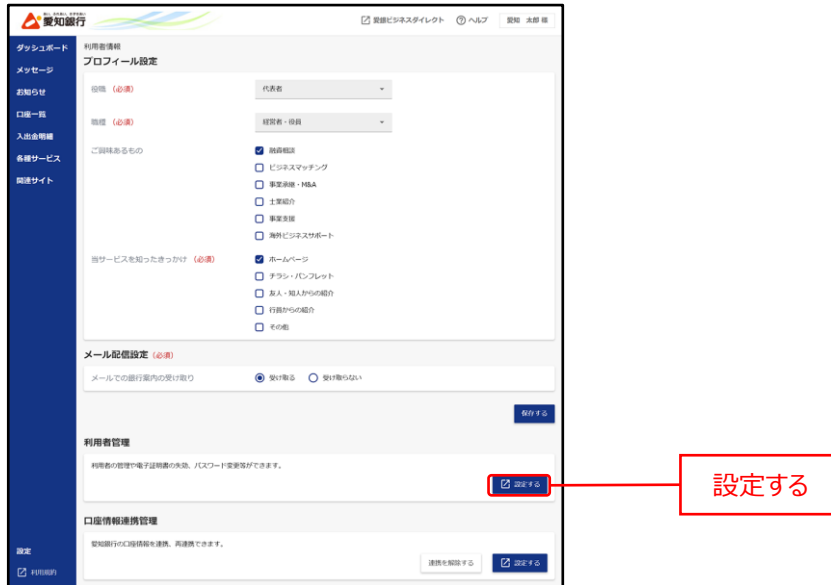 愛知銀行
愛銀ビジネスダイレクト ヘルプ 愛知 太郎 様
ダッシュボード
メッセージ
お知らせ
口座一覧
入出金明細
各種サービス
関連サイト
利用者情報
プロフィール設定
役職 (必須) 代表者
職種 (必須) 経営者・役員
ご興味あるもの 融資相談
ビジネスマッチング
事業承継・M&A
士業紹介
事業支援
海外ビジネスサポート
当サービスを知ったきっかけ (必須) ホームページ
チラシ・パンフレット
友人・知人からの紹介
行員からの紹介
その他
メール配信設定 (必須)
メールでの銀行案内の受け取り 受け取る 受け取らない
保存する
利用者管理
利用者の管理や電子証明書の失効、パスワード変更等ができます。
設定する
設定する
口座情報連携管理
愛知銀行の口座情報を連携、再連携できます。
連携を解除する 設定する
設定
利用規約